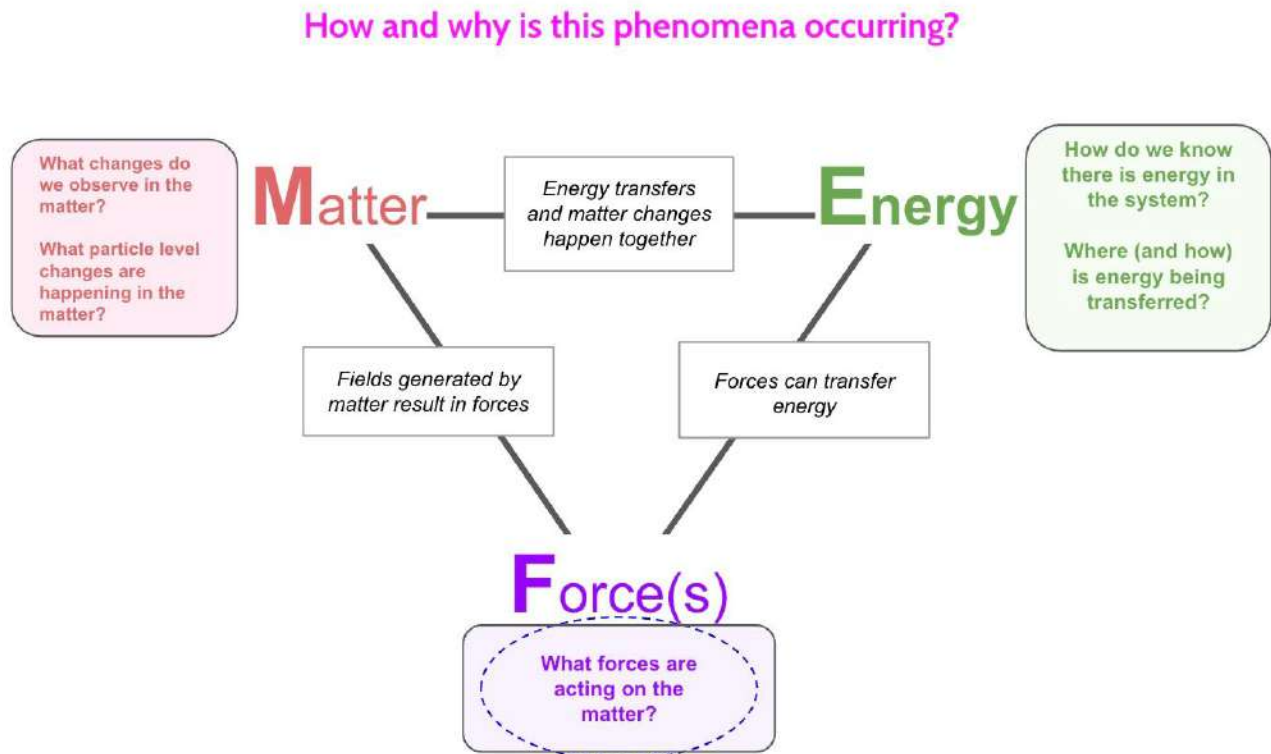 How and why is this phenomena occurring?
What changes do
we observe in the
matter?
What particle level
changes are
happening in the
matter?
Matter
Energy transfers
and matter changes
happen together
Energy
How do we know
there is energy in
the system?
Where (and how)
is energy being
transferred?
Fields generated by
matter result in forces
Forces can transfer
energy
Force(s)
What forces are
acting on the
matter?